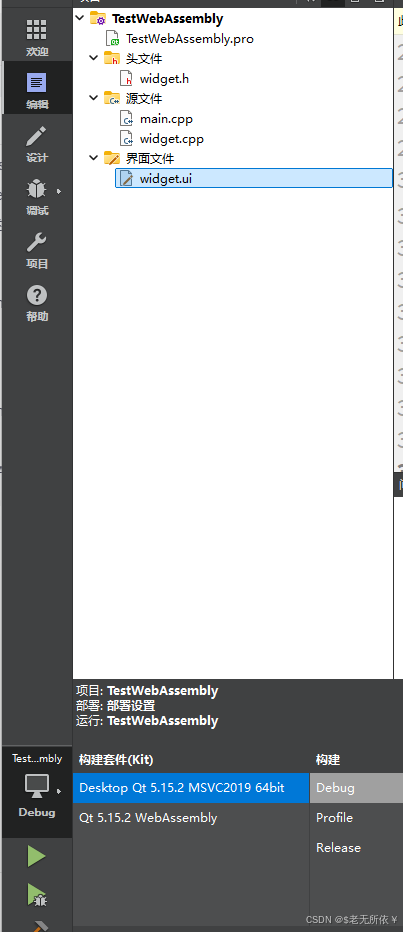 欢迎
编辑
设计
调试
项目
帮助
TestWebAssembly
TestWebAssembly.pro
头文件
widget.h
源文件
main.cpp
widget.cpp
界面文件
widget.ui
项目: TestWebAssembly
部署: 部署设置
运行: TestWebAssembly
Test...mbly
Debug
构建套件(Kit)
构建
Desktop Qt 5.15.2 MSVC2019 64bit
Debug
Qt 5.15.2 WebAssembly
Profile
Release
CSDN @$老无所依¥